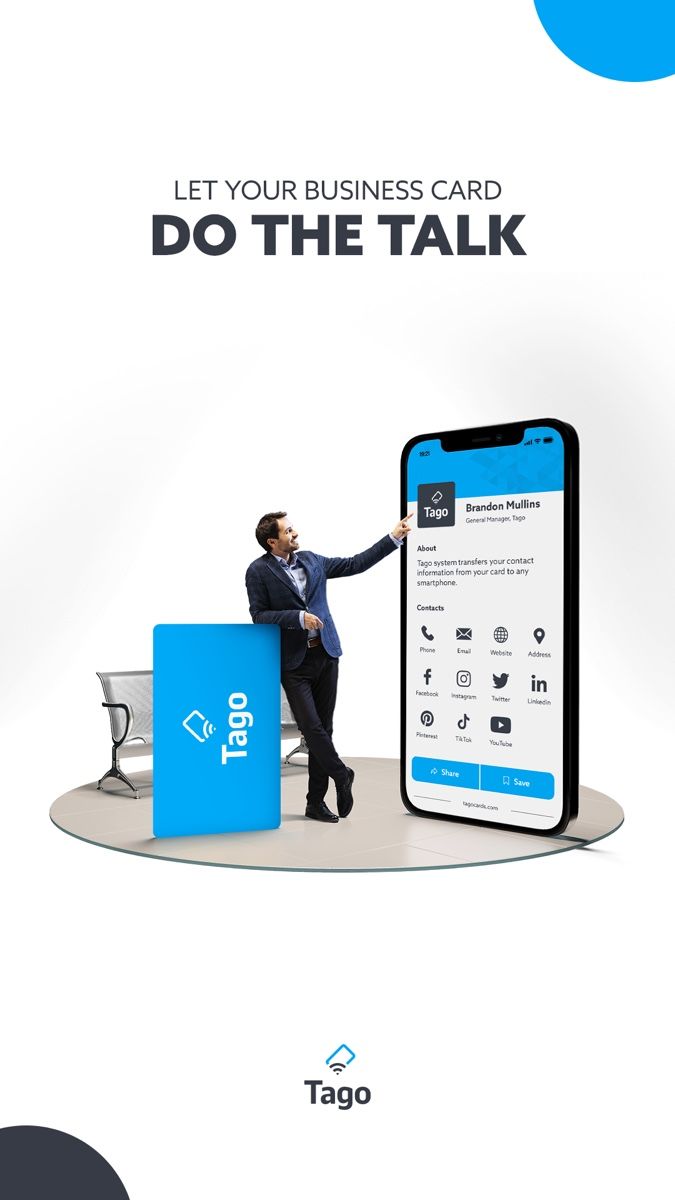 LET YOUR BUSINESS CARD
DO THE TALK
19:21
Tago
Brandon Mullins
General Manager, Tago
About
Tago system transfers your contact
information from your card to any
smartphone.
Contacts
Phone Email Website Address
Facebook Instagram Twitter Linkedin
Pinterest TikTok YouTube
Share Save
tagocards.com
Tago
Tago